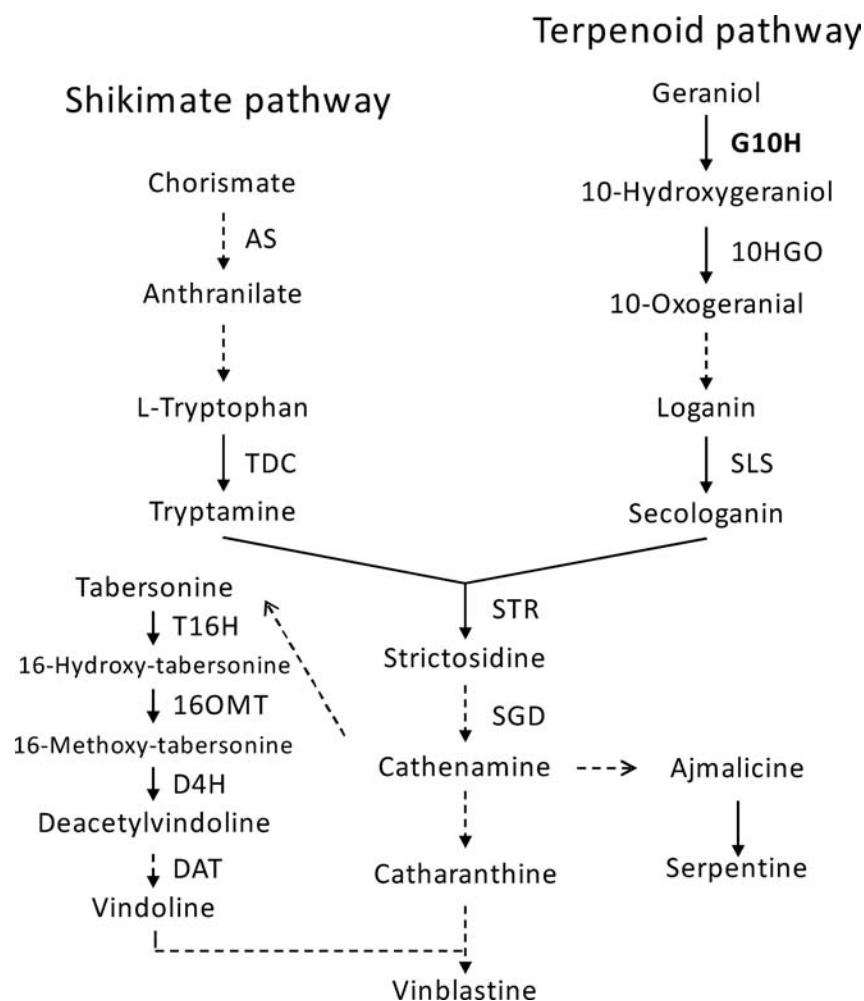 Terpenoid pathway
Shikimate pathway
Geraniol
G10H
Chorismate
10-Hydroxygeraniol
AS
10HGO
Anthranilate
10-Oxogeranial
L-Tryptophan
Loganin
TDC
SLS
Tryptamine
Secologanin
Tabersonine
STR
T16H
Strictosidine
16-Hydroxy-tabersonine
16OMT
SGD
16-Methoxy-tabersonine
Cathenamine
Ajmalicine
D4H
Deacetylvindoline
DAT
Catharanthine
Serpentine
Vindoline
Vinblastine